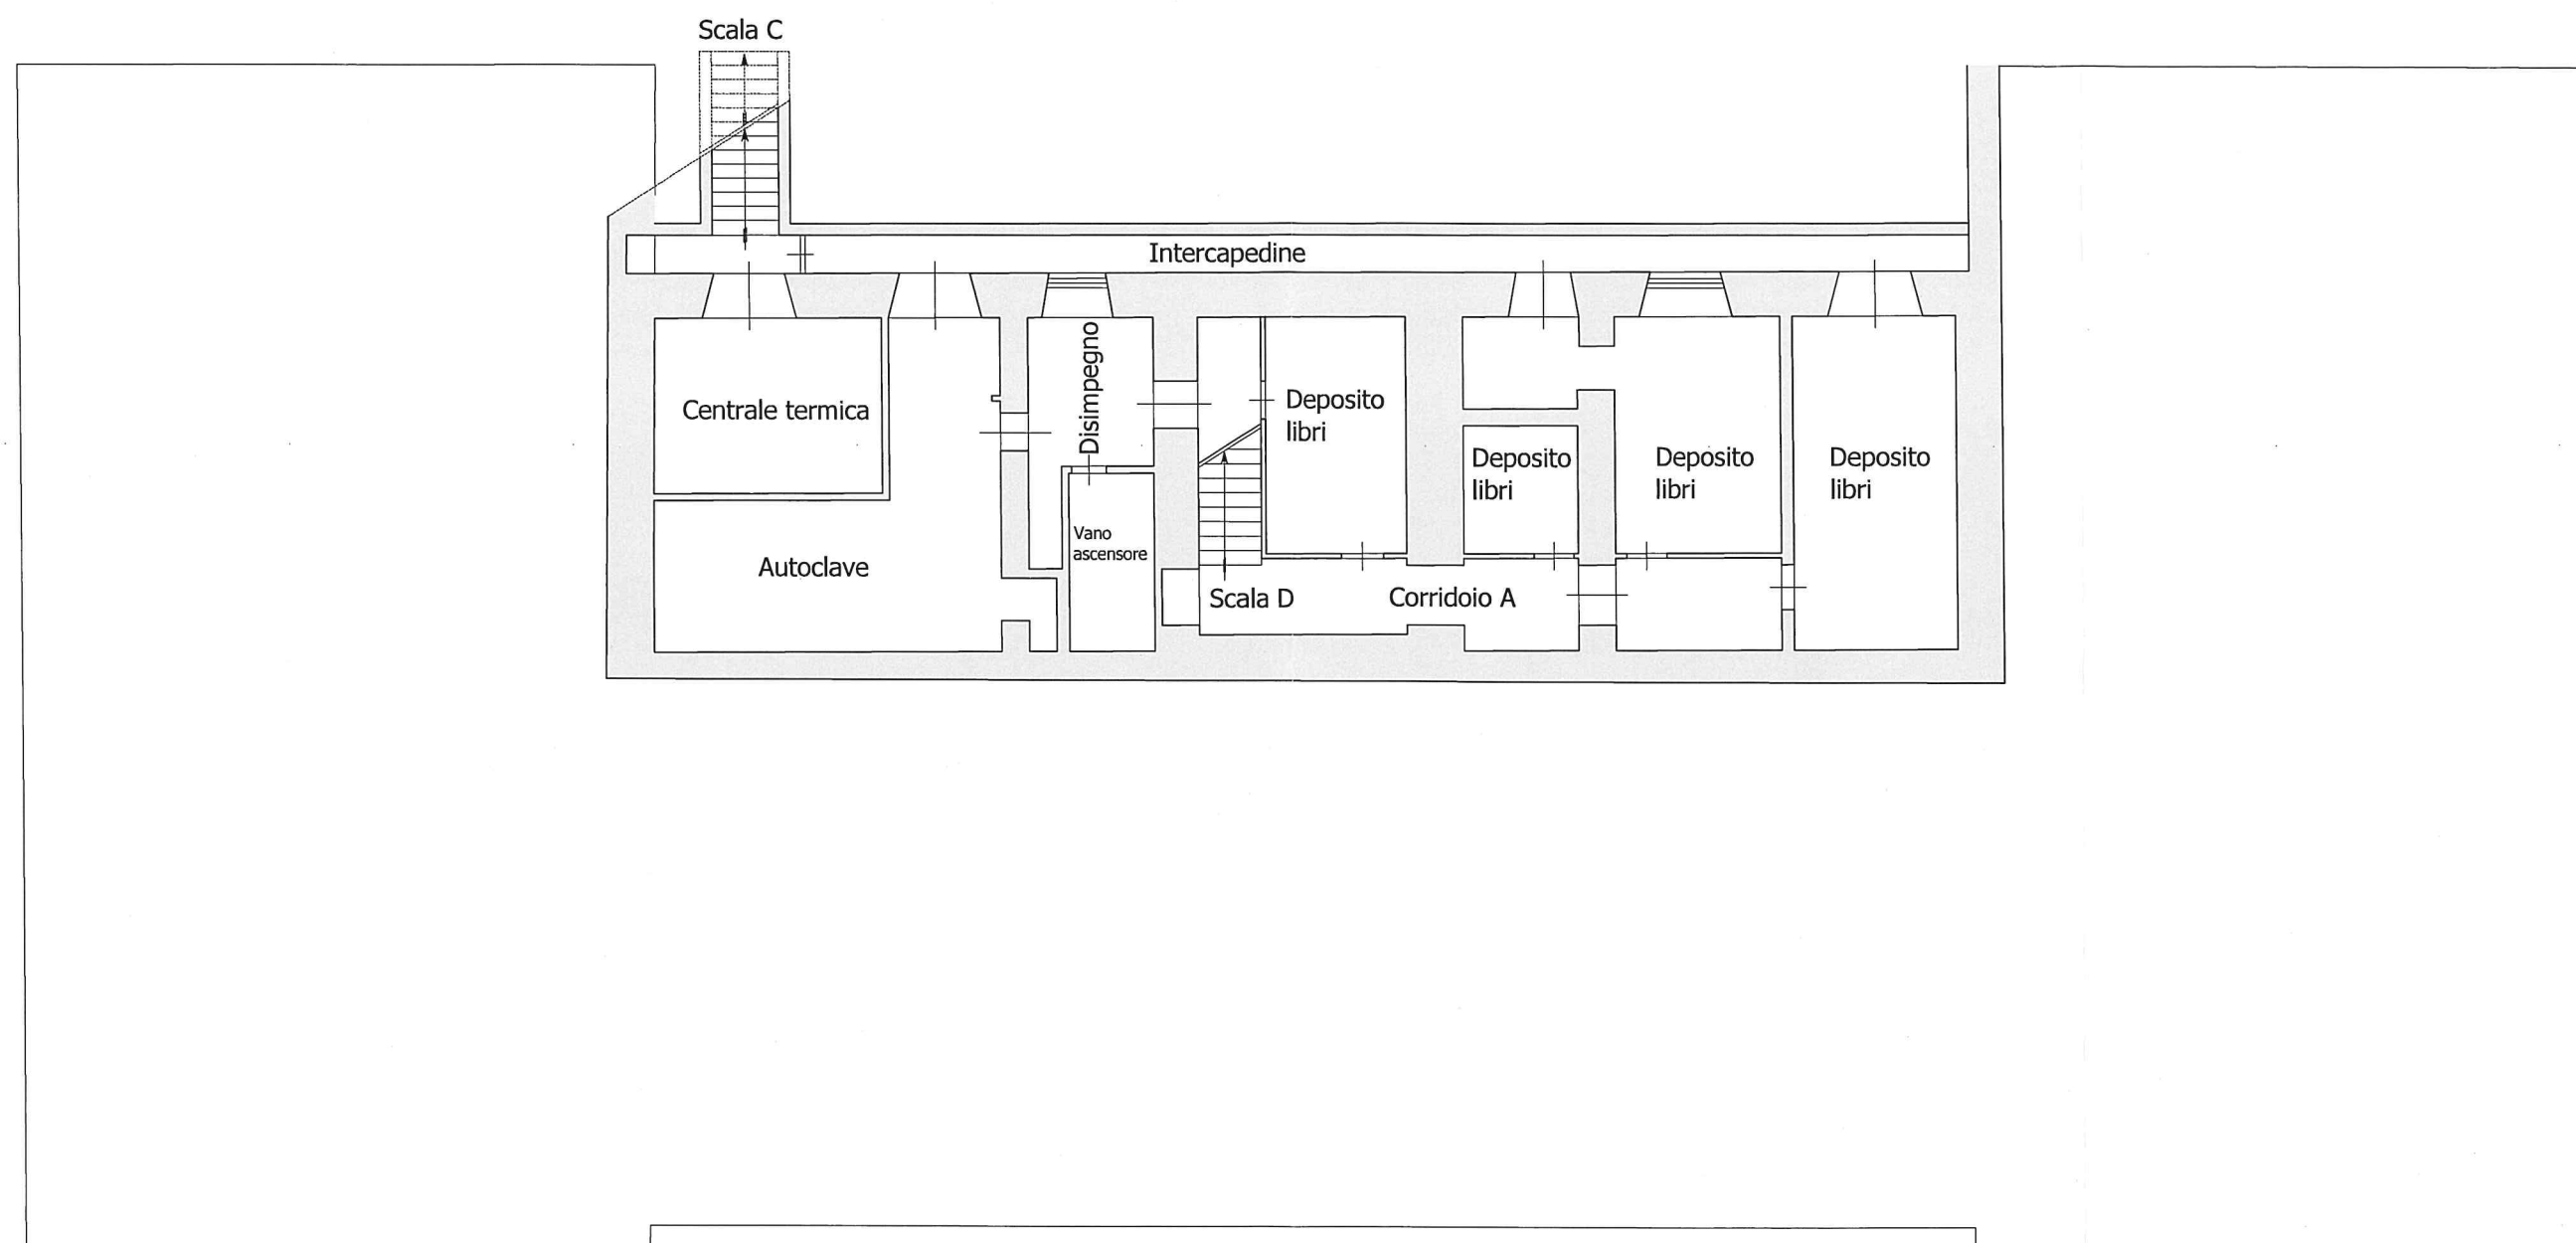 Scala C
Intercapedine
Centrale termica
Disimpegno
Deposito
libri
Deposito
libri
Deposito
libri
Deposito
libri
Vano
ascensore
Autoclave
Scala D
Corridoio A